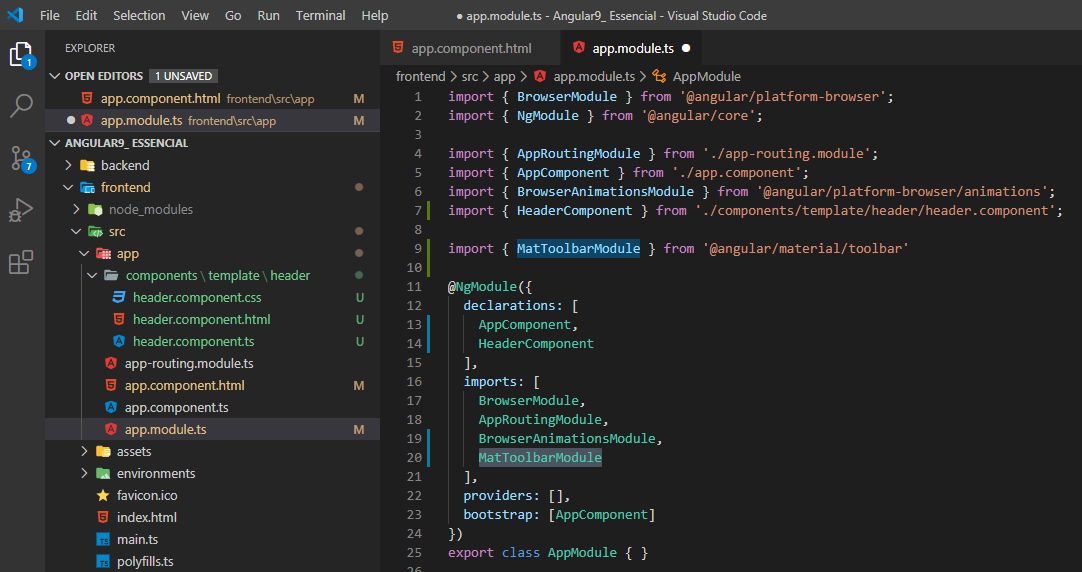 File Edit Selection View Go Run Terminal Help ● app.module.ts - Angular9_ Essencial - Visual Studio Code
EXPLORER
OPEN EDITORS 1 UNSAVED
app.component.html frontend\src\app M
● app.module.ts frontend\src\app M
ANGULAR9_ ESSENCIAL
backend
frontend
node_modules
src
app
components \ template \ header
header.component.css U
header.component.html U
header.component.ts U
app-routing.module.ts
app.component.html M
app.component.ts
app.module.ts M
assets
environments
favicon.ico
index.html
main.ts
polyfills.ts
1
7
app.component.html app.module.ts ●
frontend > src > app > app.module.ts > AppModule
1 import { BrowserModule } from '@angular/platform-browser';
2 import { NgModule } from '@angular/core';
3
4 import { AppRoutingModule } from './app-routing.module';
5 import { AppComponent } from './app.component';
6 import { BrowserAnimationsModule } from '@angular/platform-browser/animations';
7 import { HeaderComponent } from './components/template/header/header.component';
8
9 import { MatToolbarModule } from '@angular/material/toolbar'
10
11 @NgModule({
12 declarations: [
13 AppComponent,
14 HeaderComponent
15 ],
16 imports: [
17 BrowserModule,
18 AppRoutingModule,
19 BrowserAnimationsModule,
20 MatToolbarModule
21 ],
22 providers: [],
23 bootstrap: [AppComponent]
24 })
25 export class AppModule { }
26